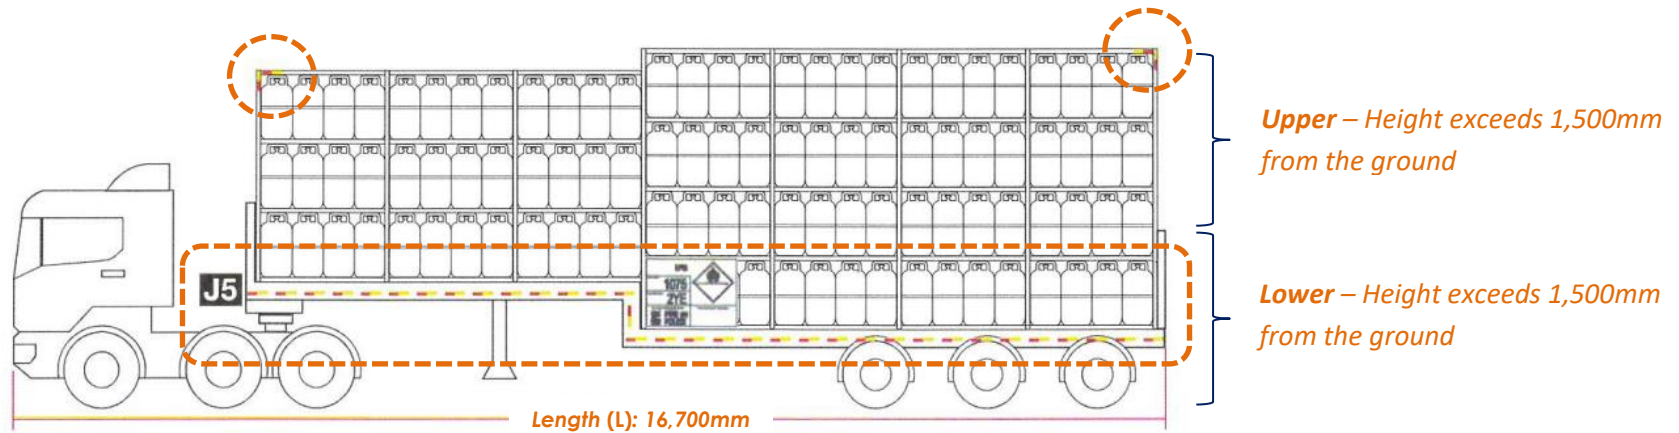 Upper – Height exceeds 1,500mm
from the ground
J5
1075
2YE
Lower – Height exceeds 1,500mm
from the ground
Length (L): 16,700mm